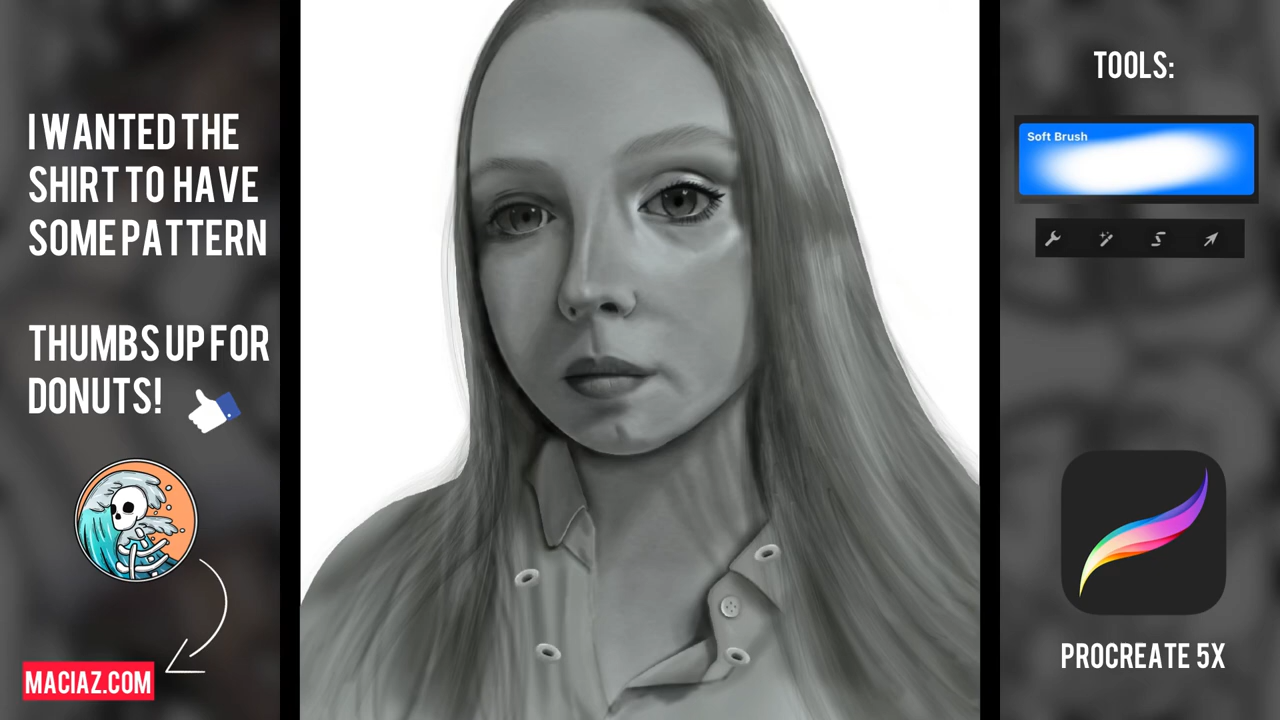 I WANTED THE
SHIRT TO HAVE
SOME PATTERN
THUMBS UP FOR
DONUTS!
MACIAZ.COM
TOOLS:
Soft Brush
PROCREATE 5X